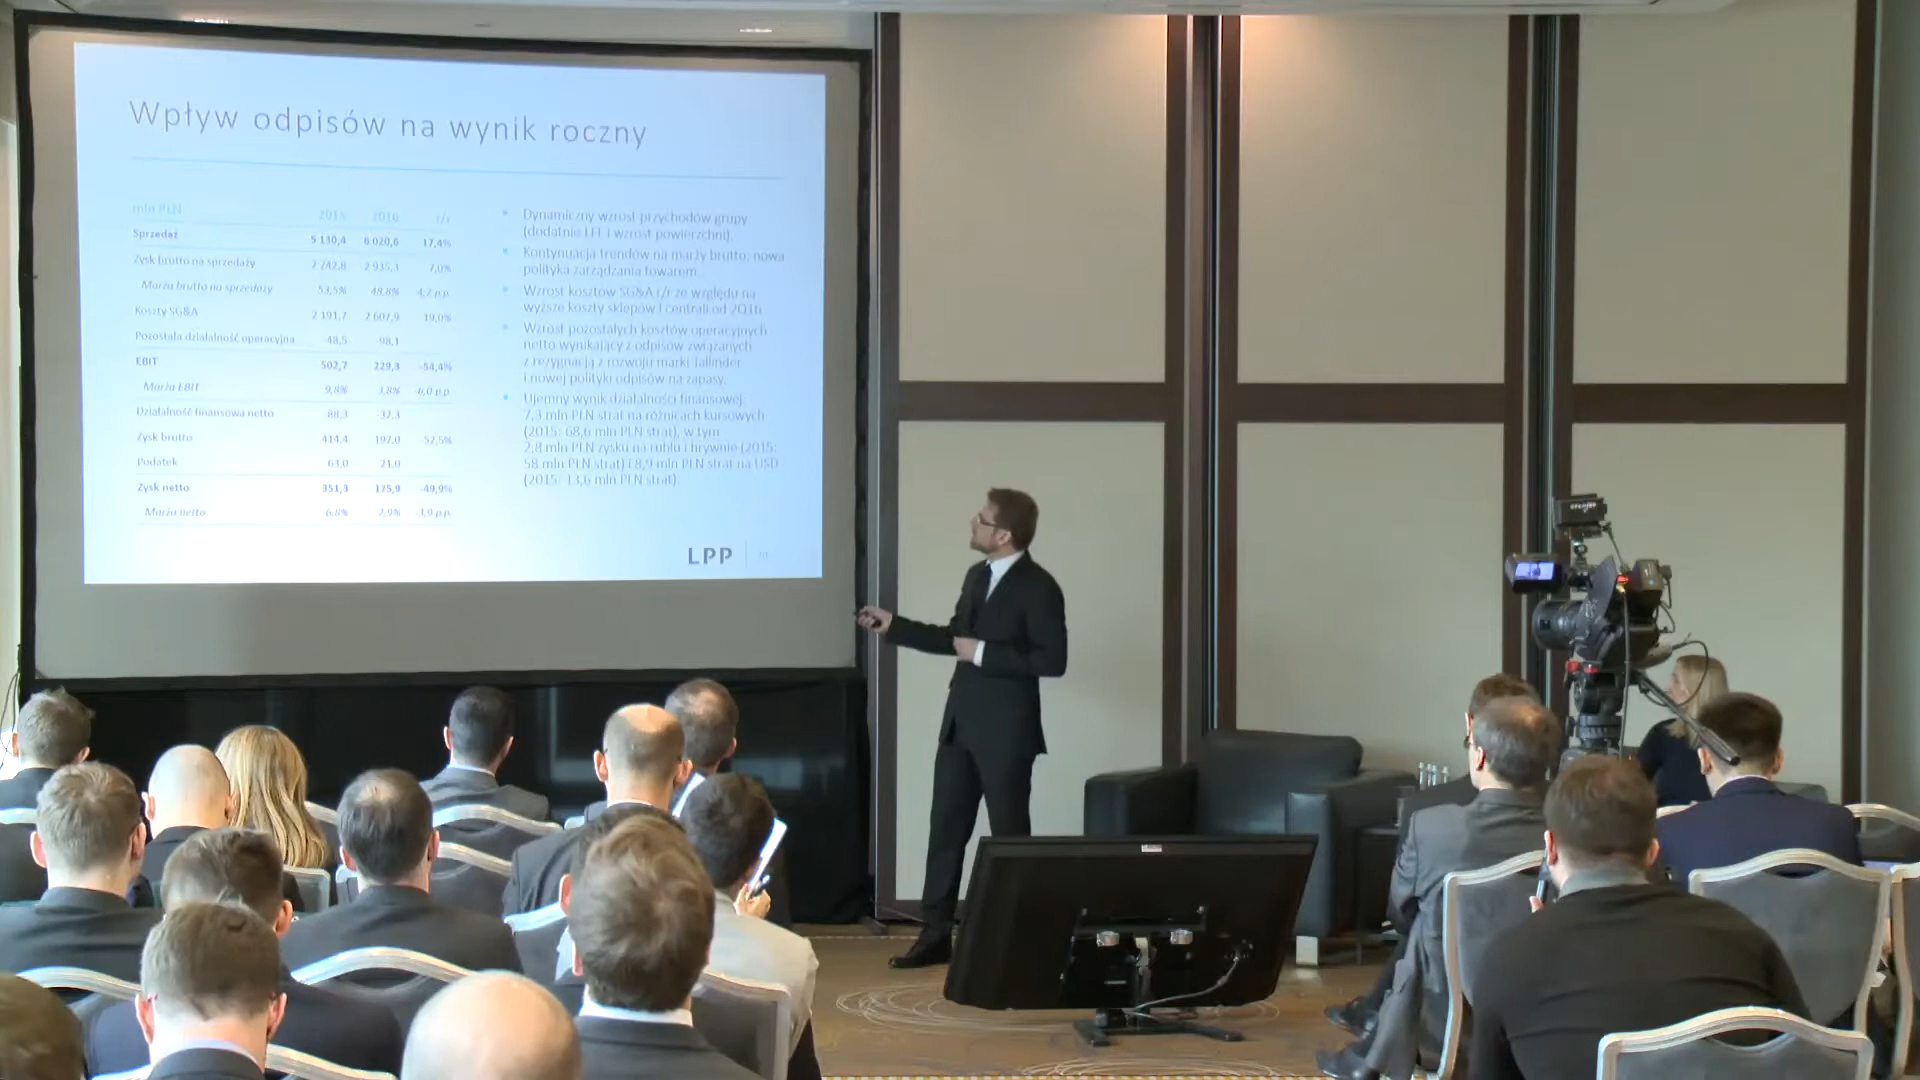 Wpływ odpisów na wynik roczny
mln PLN 2015 2016 r/r
Sprzedaż 5 130,4 6 020,6 17,4%
Zysk brutto na sprzedaży 2 742,8 2 935,1 7,0%
Marża brutto na sprzedaży 53,5% 48,8% -4,7 p.p.
Koszty SG&A 2 191,7 2 607,9 19,0%
Pozostała działalność operacyjna -48,5 -98,1
EBIT 502,7 229,3 -54,4%
Marża EBIT 9,8% 3,8% -6,0 p.p.
Działalność finansowa netto 88,3 -32,3
Zysk brutto 414,4 197,0 -52,5%
Podatek 63,0 21,0
Zysk netto 351,3 175,9 -49,9%
Marża netto 6,8% 2,9% -3,9 p.p.
Dynamiczny wzrost przychodów grupy
(dodatnie LFL i wzrost powierzchni).
Kontynuacja trendów na marży brutto: nowa
polityka zarządzania towarem.
Wzrost kosztów SG&A r/r ze względu na
wyższe koszty sklepów i centrali od 2Q16.
Wzrost pozostałych kosztów operacyjnych
netto wynikający z odpisów związanych
z rezygnacją z rozwoju marki Tallinder
i nowej polityki odpisów na zapasy.
Ujemny wynik działalności finansowej:
7,3 mln PLN strat na różnicach kursowych
(2015: 68,6 mln PLN strat), w tym
2,8 mln PLN zysku na rublu i hrywnie (2015:
58 mln PLN strat) i 8,9 mln PLN strat na USD
(2015: 13,6 mln PLN strat).
LPP